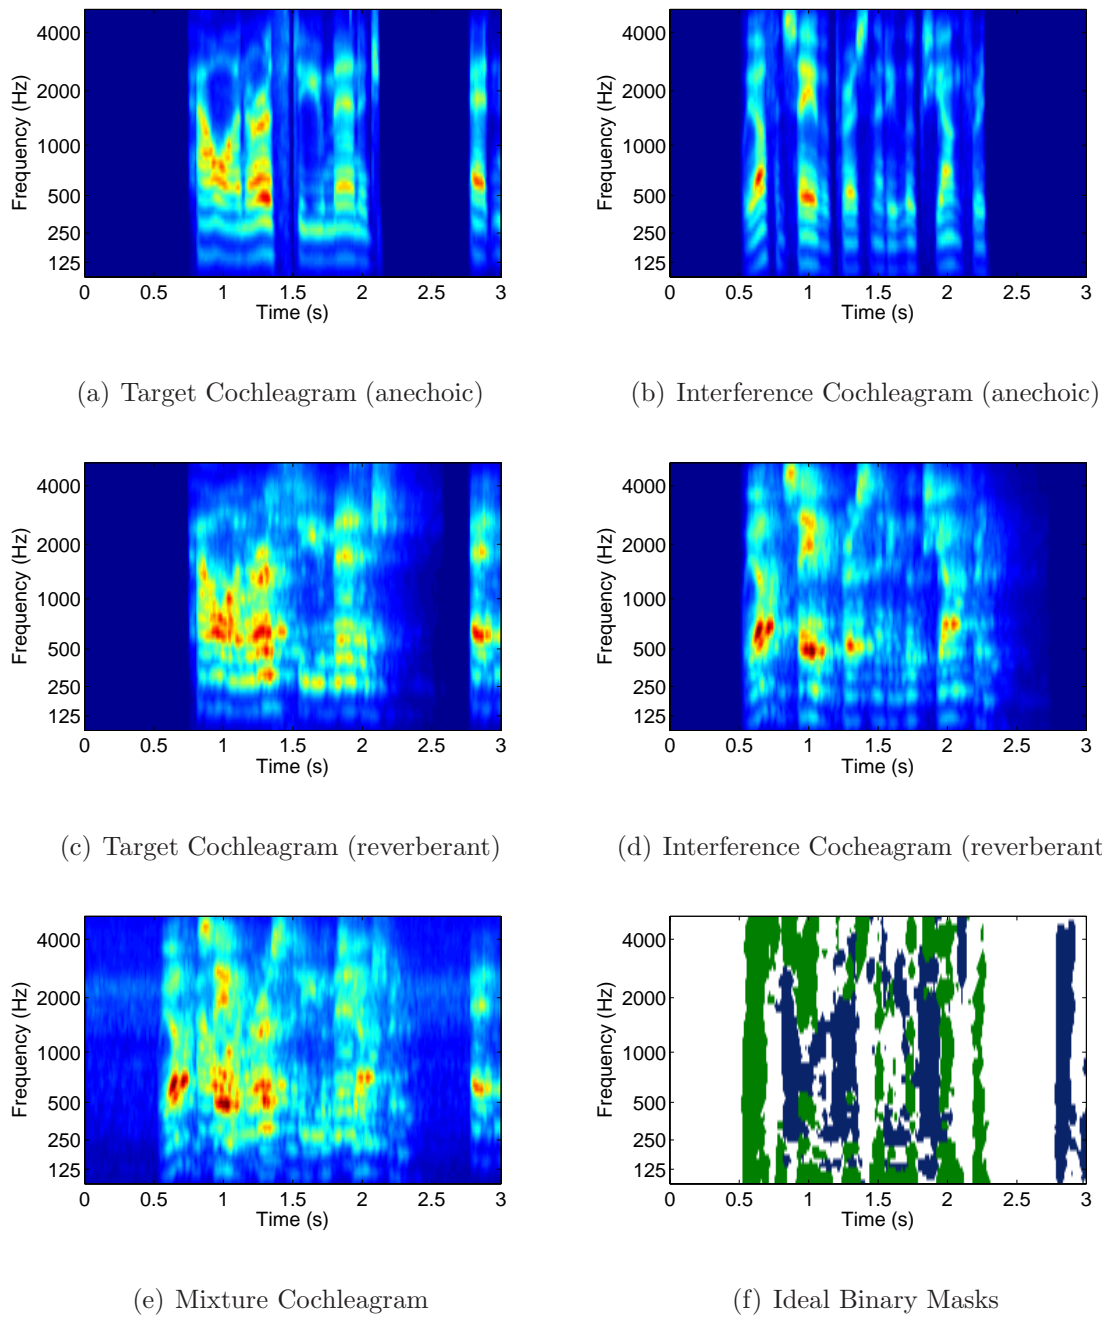 4000
2000
1000
500
250
125
Frequency (Hz)
0 0.5 1 1.5 2 2.5 3
Time (s)
(a) Target Cochleagram (anechoic)
4000
2000
1000
500
250
125
Frequency (Hz)
0 0.5 1 1.5 2 2.5 3
Time (s)
(b) Interference Cochleagram (anechoic)
4000
2000
1000
500
250
125
Frequency (Hz)
0 0.5 1 1.5 2 2.5 3
Time (s)
(c) Target Cochleagram (reverberant)
4000
2000
1000
500
250
125
Frequency (Hz)
0 0.5 1 1.5 2 2.5 3
Time (s)
(d) Interference Cocheagram (reverberant
4000
2000
1000
500
250
125
Frequency (Hz)
0 0.5 1 1.5 2 2.5 3
Time (s)
(e) Mixture Cochleagram
4000
2000
1000
500
250
125
Frequency (Hz)
0 0.5 1 1.5 2 2.5 3
Time (s)
(f) Ideal Binary Masks